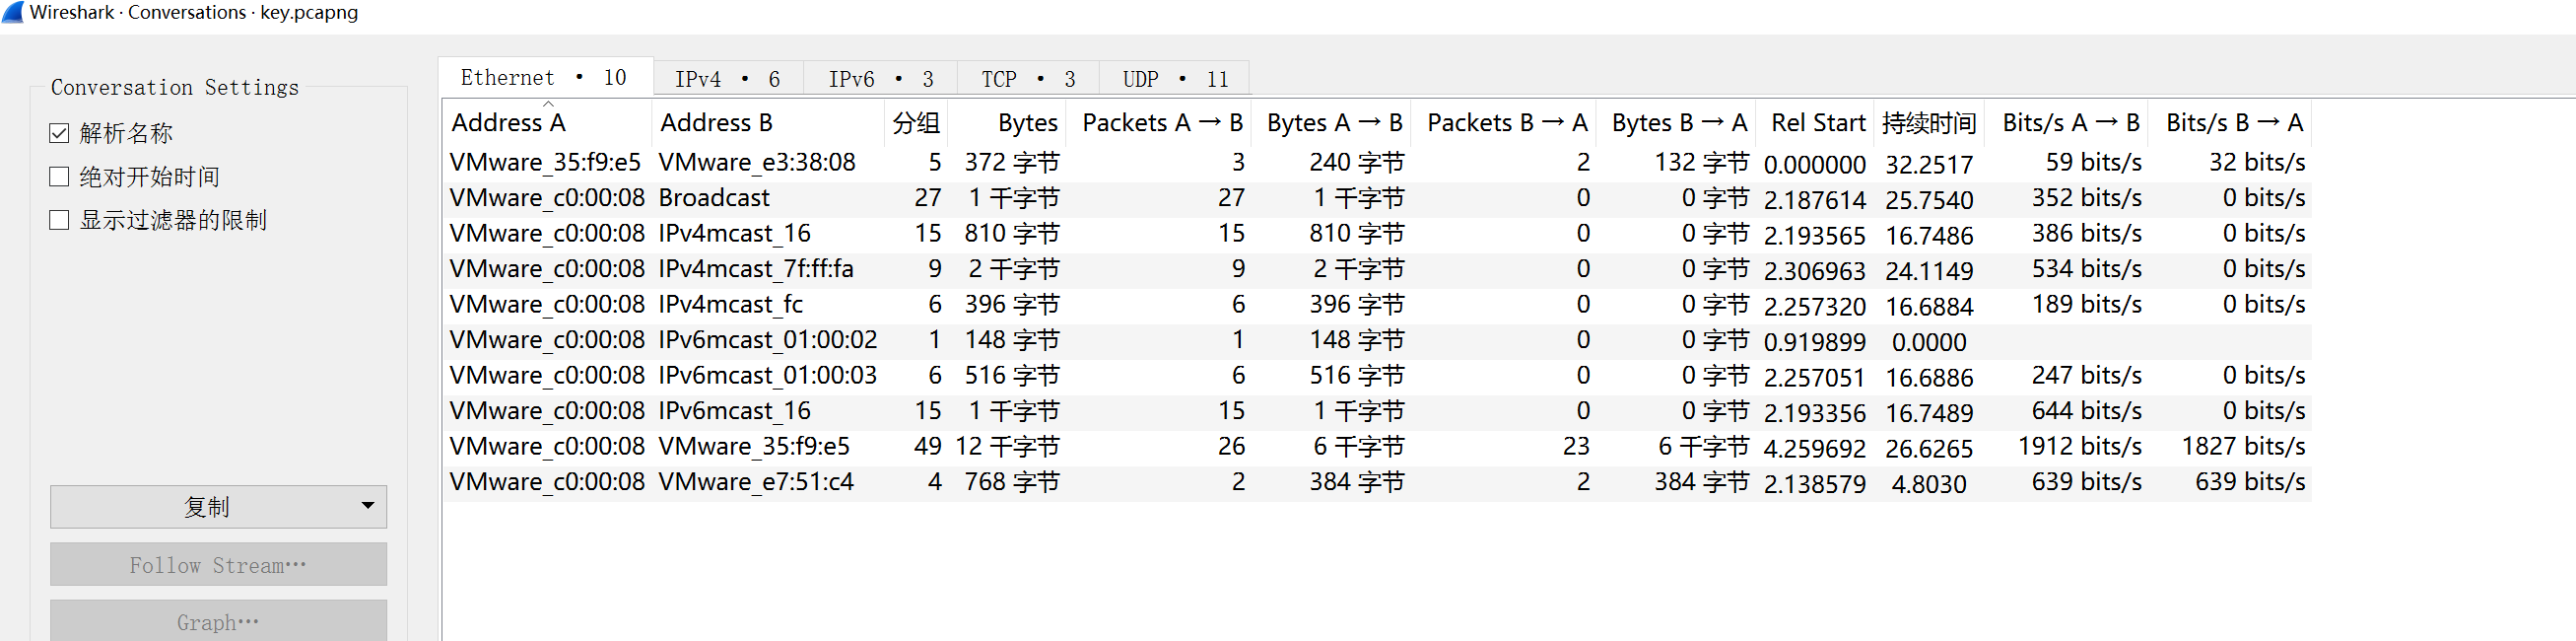 Wireshark · Conversations · key.pcapng
Ethernet · 10 IPv4 · 6 IPv6 · 3 TCP · 3 UDP · 11
Conversation Settings
解析名称
绝对开始时间
显示过滤器的限制
复制
Follow Stream…
Graph…
Address A Address B 分组 Bytes Packets A → B Bytes A → B Packets B → A Bytes B → A Rel Start 持续时间 Bits/s A → B Bits/s B → A
VMware_35:f9:e5 VMware_e3:38:08 5 372 字节 3 240 字节 2 132 字节 0.000000 32.2517 59 bits/s 32 bits/s
VMware_c0:00:08 Broadcast 27 1 千字节 27 1 千字节 0 0 字节 2.187614 25.7540 352 bits/s 0 bits/s
VMware_c0:00:08 IPv4mcast_16 15 810 字节 15 810 字节 0 0 字节 2.193565 16.7486 386 bits/s 0 bits/s
VMware_c0:00:08 IPv4mcast_7f:ff:fa 9 2 千字节 9 2 千字节 0 0 字节 2.306963 24.1149 534 bits/s 0 bits/s
VMware_c0:00:08 IPv4mcast_fc 6 396 字节 6 396 字节 0 0 字节 2.257320 16.6884 189 bits/s 0 bits/s
VMware_c0:00:08 IPv6mcast_01:00:02 1 148 字节 1 148 字节 0 0 字节 0.919899 0.0000
VMware_c0:00:08 IPv6mcast_01:00:03 6 516 字节 6 516 字节 0 0 字节 2.257051 16.6886 247 bits/s 0 bits/s
VMware_c0:00:08 IPv6mcast_16 15 1 千字节 15 1 千字节 0 0 字节 2.193356 16.7489 644 bits/s 0 bits/s
VMware_c0:00:08 VMware_35:f9:e5 49 12 千字节 26 6 千字节 23 6 千字节 4.259692 26.6265 1912 bits/s 1827 bits/s
VMware_c0:00:08 VMware_e7:51:c4 4 768 字节 2 384 字节 2 384 字节 2.138579 4.8030 639 bits/s 639 bits/s